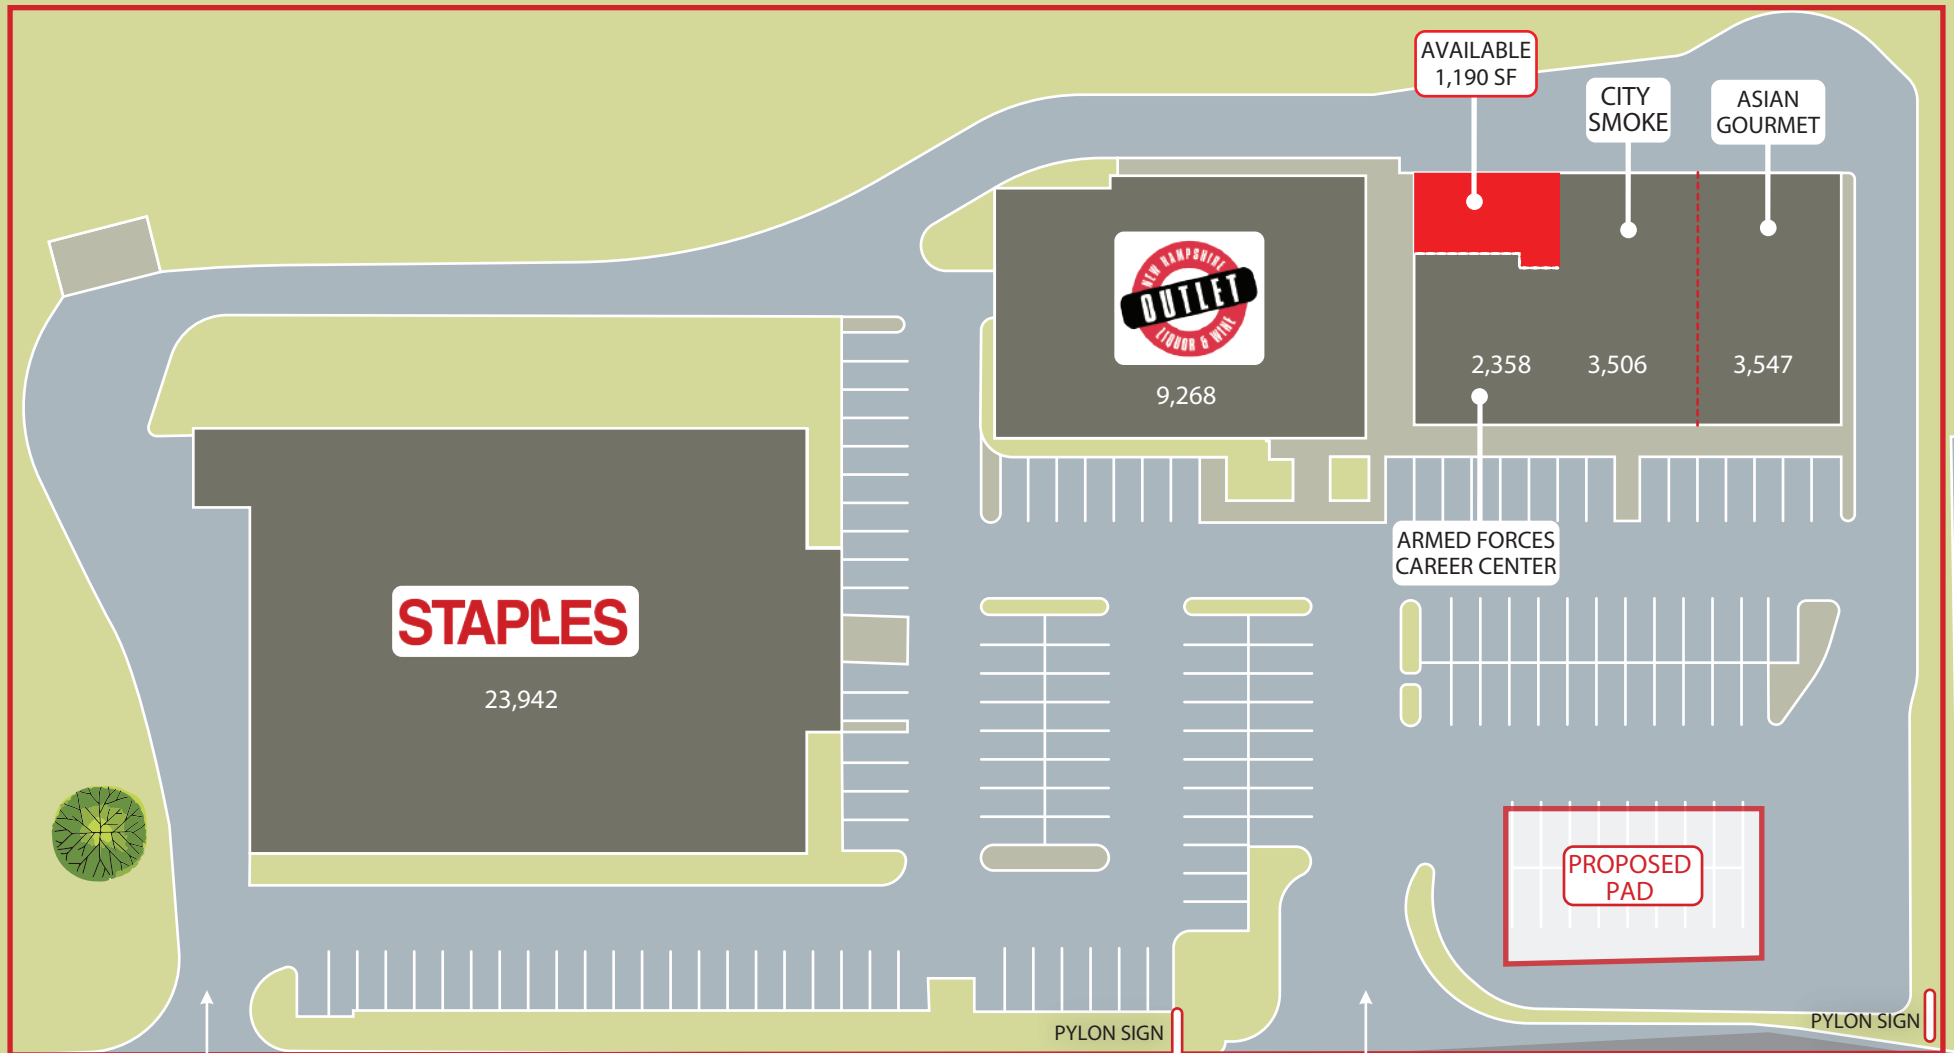 AVAILABLE
1,190 SF
CITY
SMOKE
ASIAN
GOURMET
NEW HAMPSHIRE
OUTLET
LIQUOR & WINE
9,268
2,358
3,506
3,547
ARMED FORCES
CAREER CENTER
STAPLES
23,942
PROPOSED
PAD
PYLON SIGN
PYLON SIGN